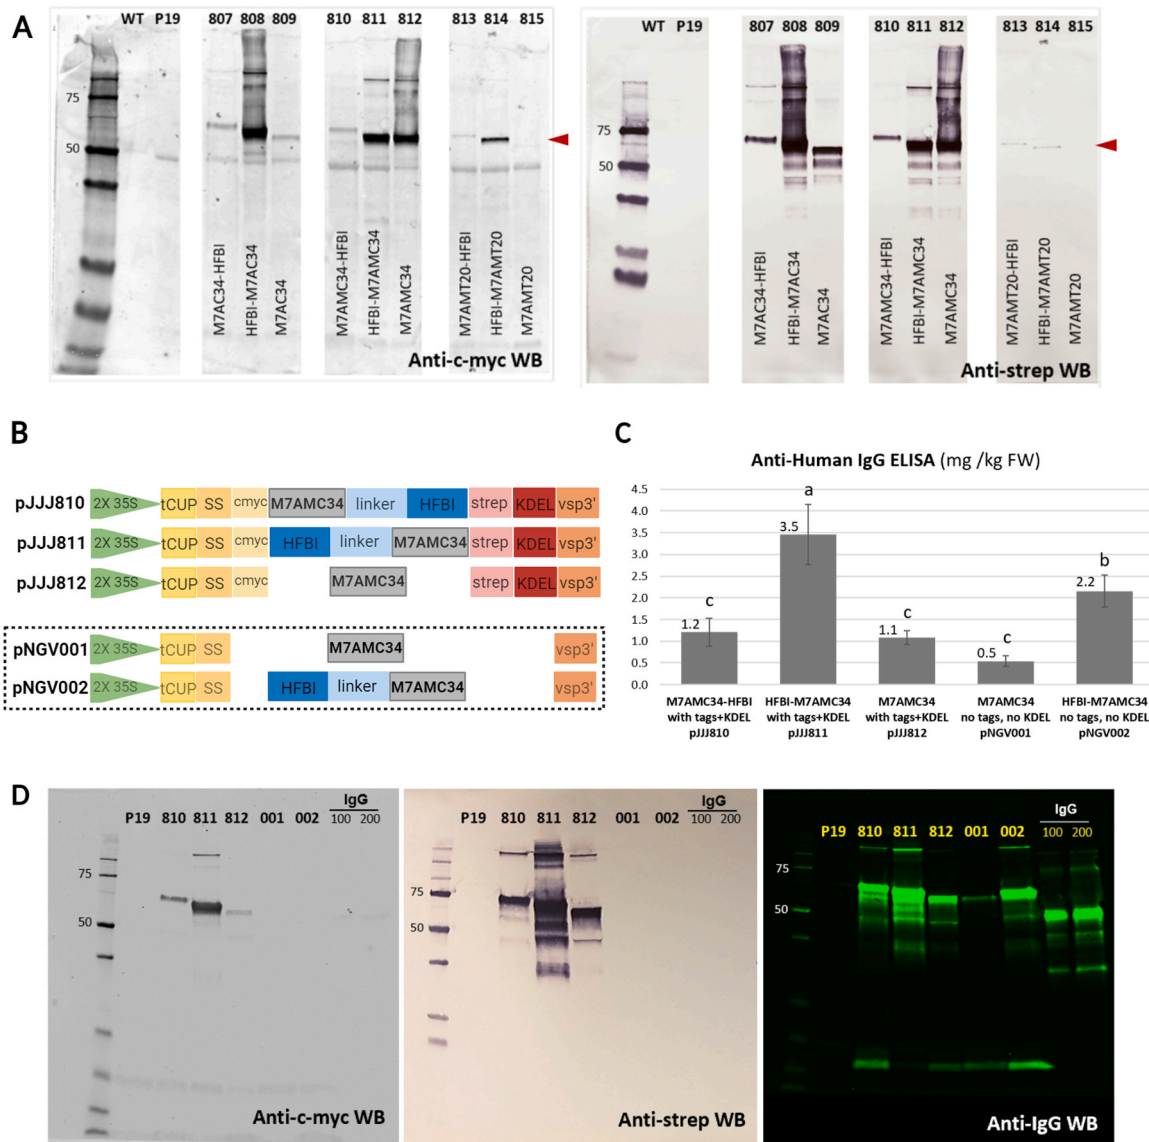 A
WT P19 807 808 809 810 811 812 813 814 815
75
50
M7AC34-HFBI
HFBI-M7AC34
M7AC34
M7AMC34-HFBI
HFBI-M7AMC34
M7AMC34
M7AMT20-HFBI
HFBI-M7AMT20
M7AMT20
Anti-c-myc WB
WT P19 807 808 809 810 811 812 813 814 815
75
50
M7AC34-HFBI
HFBI-M7AC34
M7AC34
M7AMC34-HFBI
HFBI-M7AMC34
M7AMC34
M7AMT20-HFBI
HFBI-M7AMT20
M7AMT20
Anti-strep WB
B
pJJJ810 2X 35S tCUP SS cmyc M7AMC34 linker HFBI strep KDEL vsp3'
pJJJ811 2X 35S tCUP SS cmyc HFBI linker M7AMC34 strep KDEL vsp3'
pJJJ812 2X 35S tCUP SS cmyc M7AMC34 strep KDEL vsp3'
pNGV001 2X 35S tCUP SS M7AMC34 vsp3'
pNGV002 2X 35S tCUP SS HFBI linker M7AMC34 vsp3'
C
Anti-Human IgG ELISA (mg /kg FW)
4.5
4.0
3.5
3.0
2.5
2.0
1.5
1.0
0.5
0.0
c a c c b
1.2 3.5 1.1 0.5 2.2
M7AMC34-HFBI
with tags+KDEL
pJJJ810
HFBI-M7AMC34
with tags+KDEL
pJJJ811
M7AMC34
with tags+KDEL
pJJJ812
M7AMC34
no tags, no KDEL
pNGV001
HFBI-M7AMC34
no tags, no KDEL
pNGV002
D
IgG
P19 810 811 812 001 002 100 200
75
50
Anti-c-myc WB
IgG
P19 810 811 812 001 002 100 200
75
50
Anti-strep WB
IgG
P19 810 811 812 001 002 100 200
75
50
Anti-IgG WB